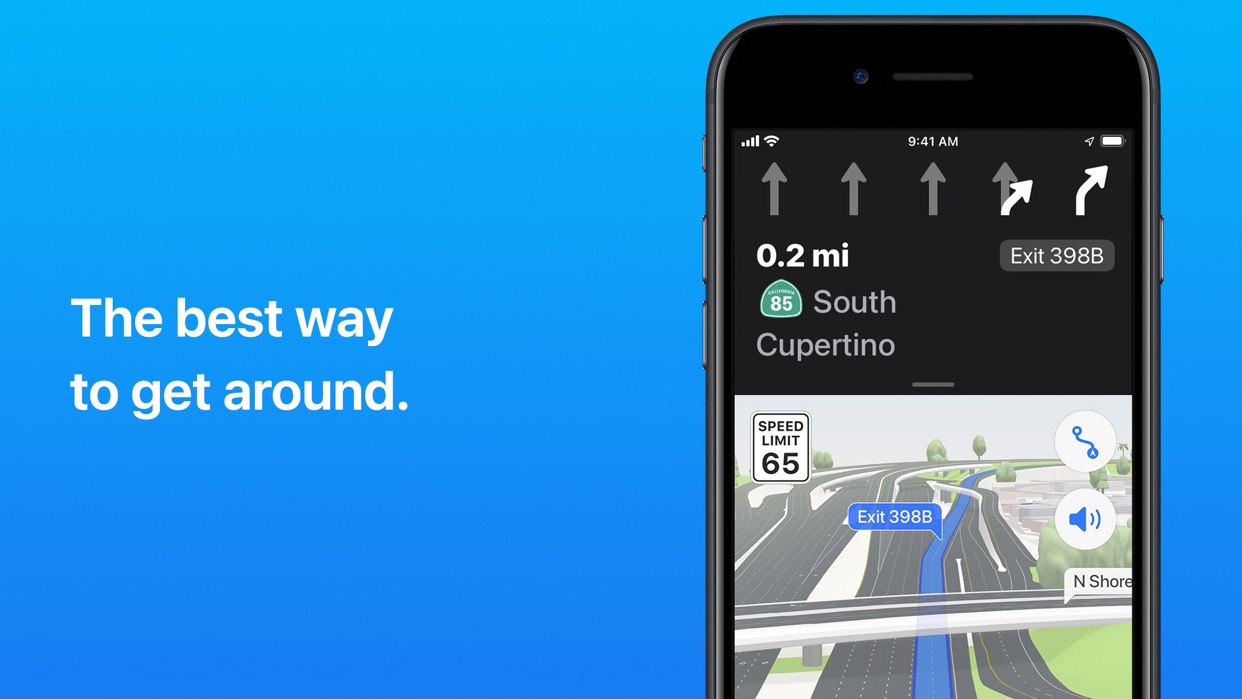 The best way
to get around.
9:41 AM
0.2 mi
Exit 398B
CALIFORNIA
85
South
Cupertino
SPEED
LIMIT
65
Exit 398B
N Shore